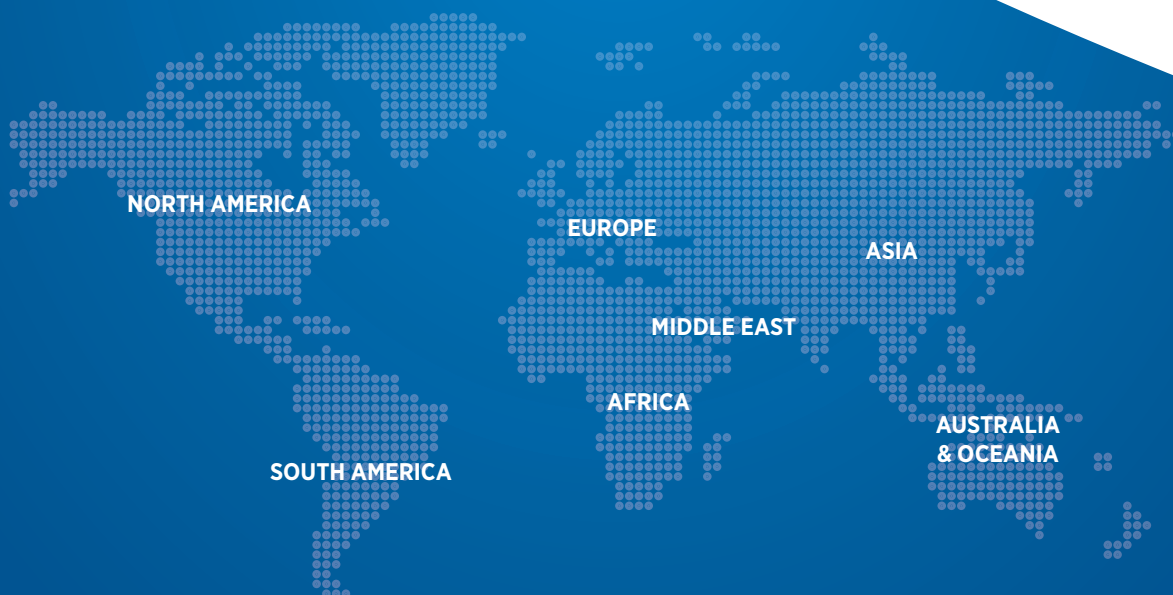 NORTH AMERICA
EUROPE
ASIA
MIDDLE EAST
AFRICA
AUSTRALIA
& OCEANIA
SOUTH AMERICA